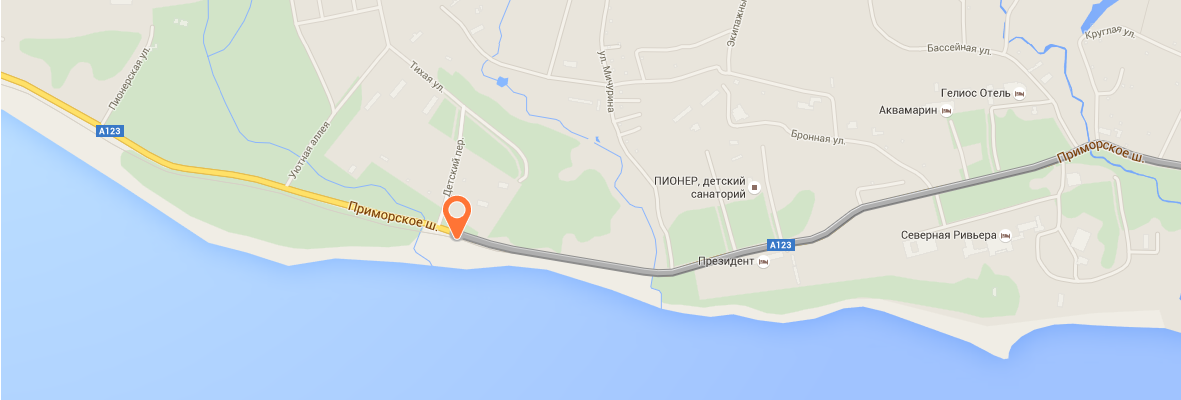 Пионерская ул.
A123
Уютная аллея
Тихая ул.
Детский пер.
Приморское ш.
ул. Мичурина
Экипажны
Бассейная ул.
Круглая ул.
Гелиос Отель
Аквамарин
Бронная ул.
Приморское ш.
ПИОНЕР, детский
санаторий
A123
Президент
Северная Ривьера